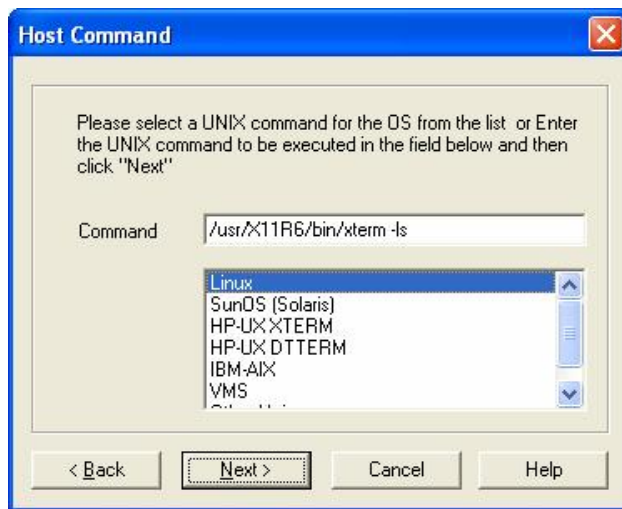 Host Command
Please select a UNIX command for the OS from the list or Enter
the UNIX command to be executed in the field below and then
click "Next"
Command
/usr/X11R6/bin/xterm -ls
Linux
SunOS (Solaris)
HP-UX XTERM
HP-UX DTTERM
IBM-AIX
VMS
< Back
Next >
Cancel
Help